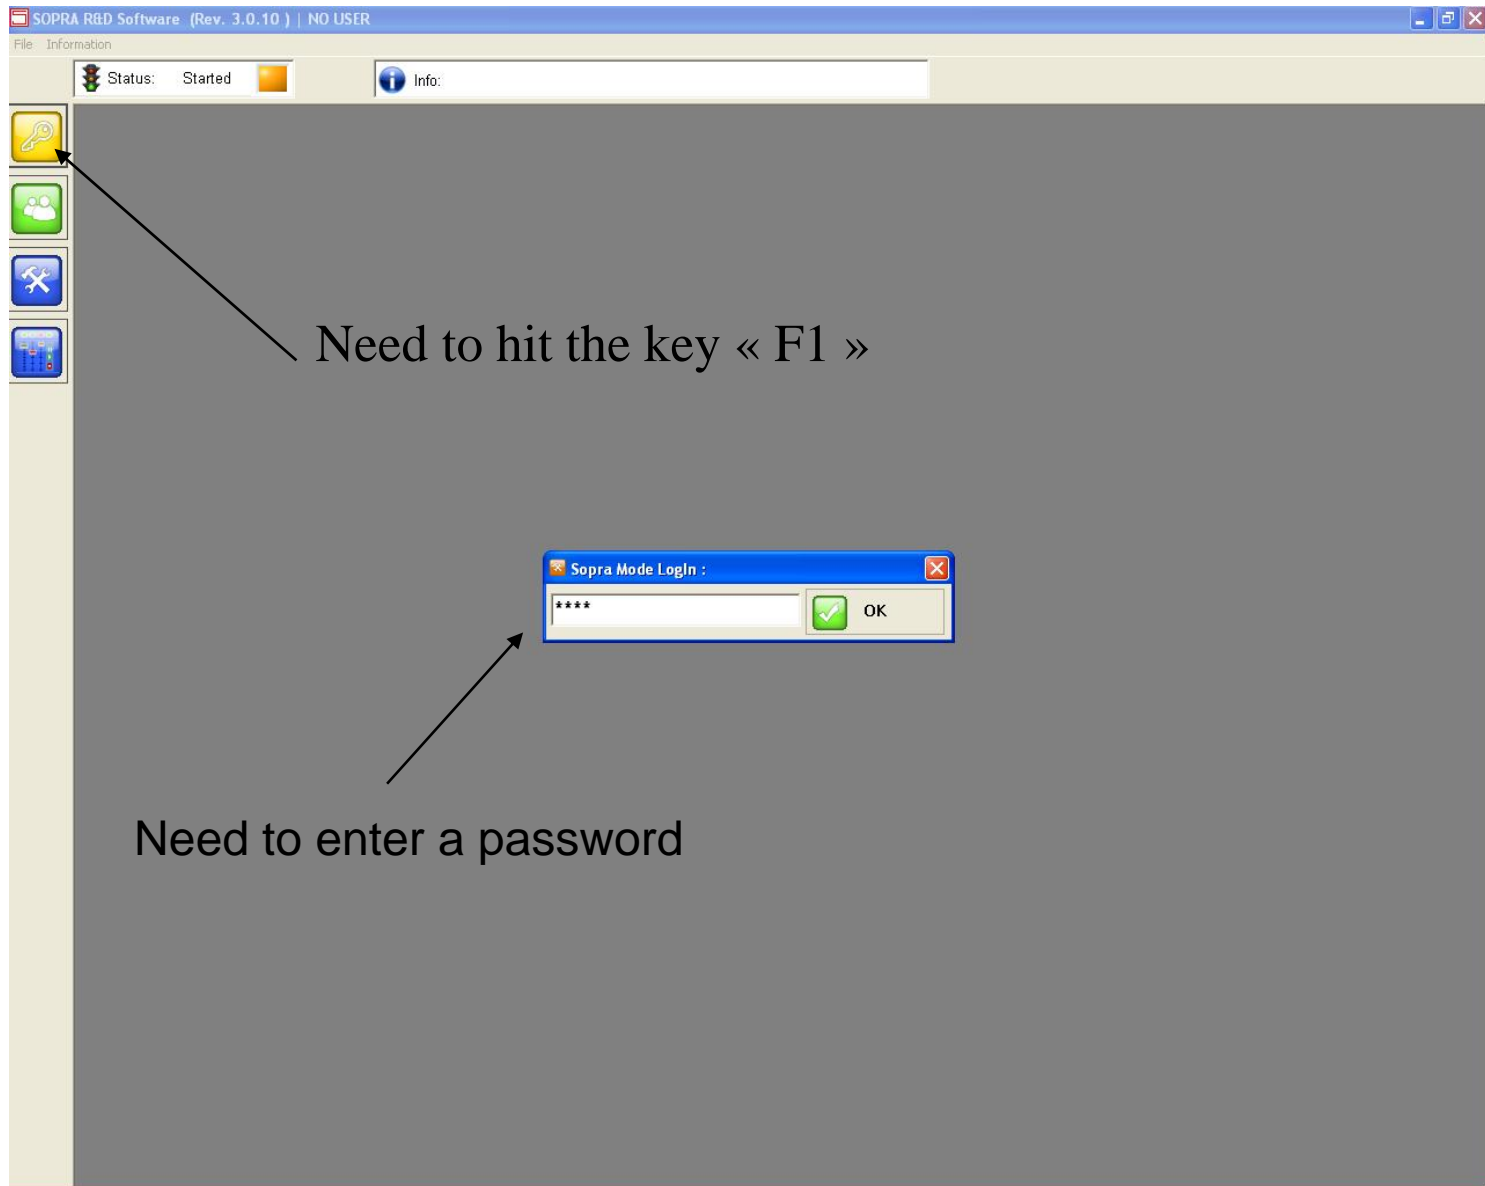 SOPRA R&D Software (Rev. 3.0.10 ) | NO USER
File Information
Status: Started Info:
Need to hit the key « F1 »
Sopra Mode LogIn :
**** OK
Need to enter a password